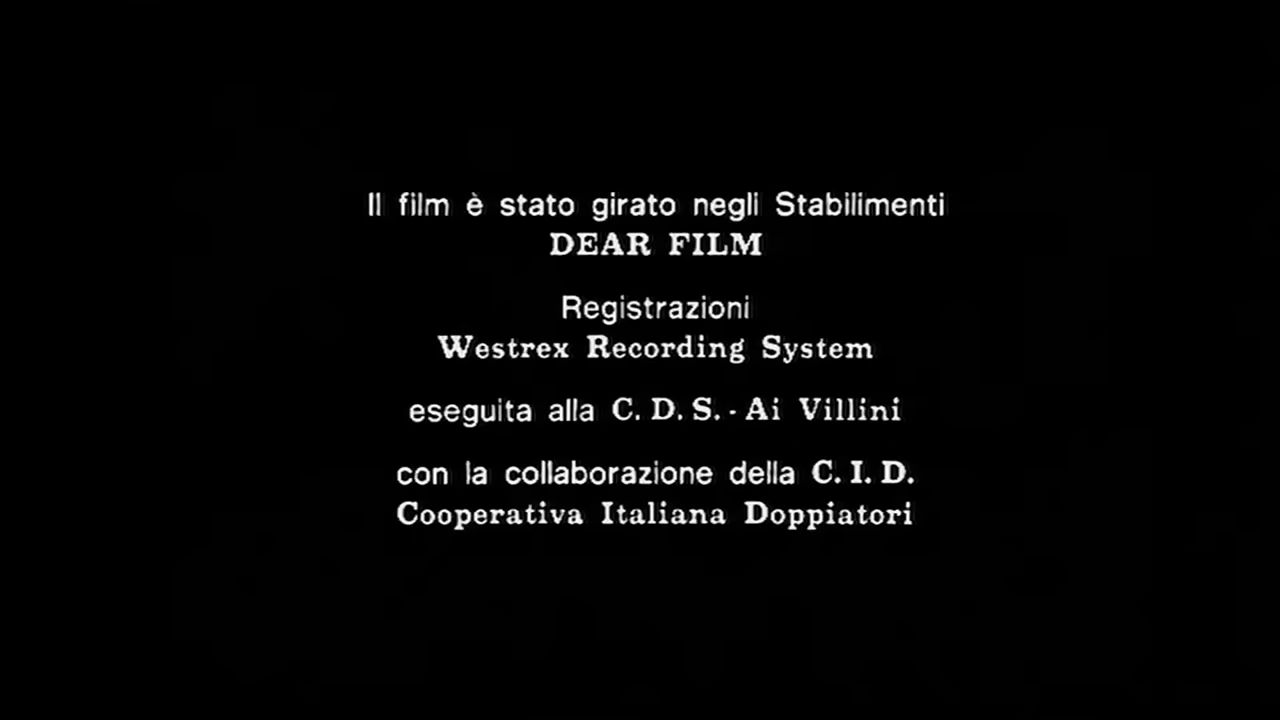 Il film è stato girato negli Stabilimenti
DEAR FILM
Registrazioni
Westrex Recording System
eseguita alla C. D. S. - Ai Villini
con la collaborazione della C. I. D.
Cooperativa Italiana Doppiatori